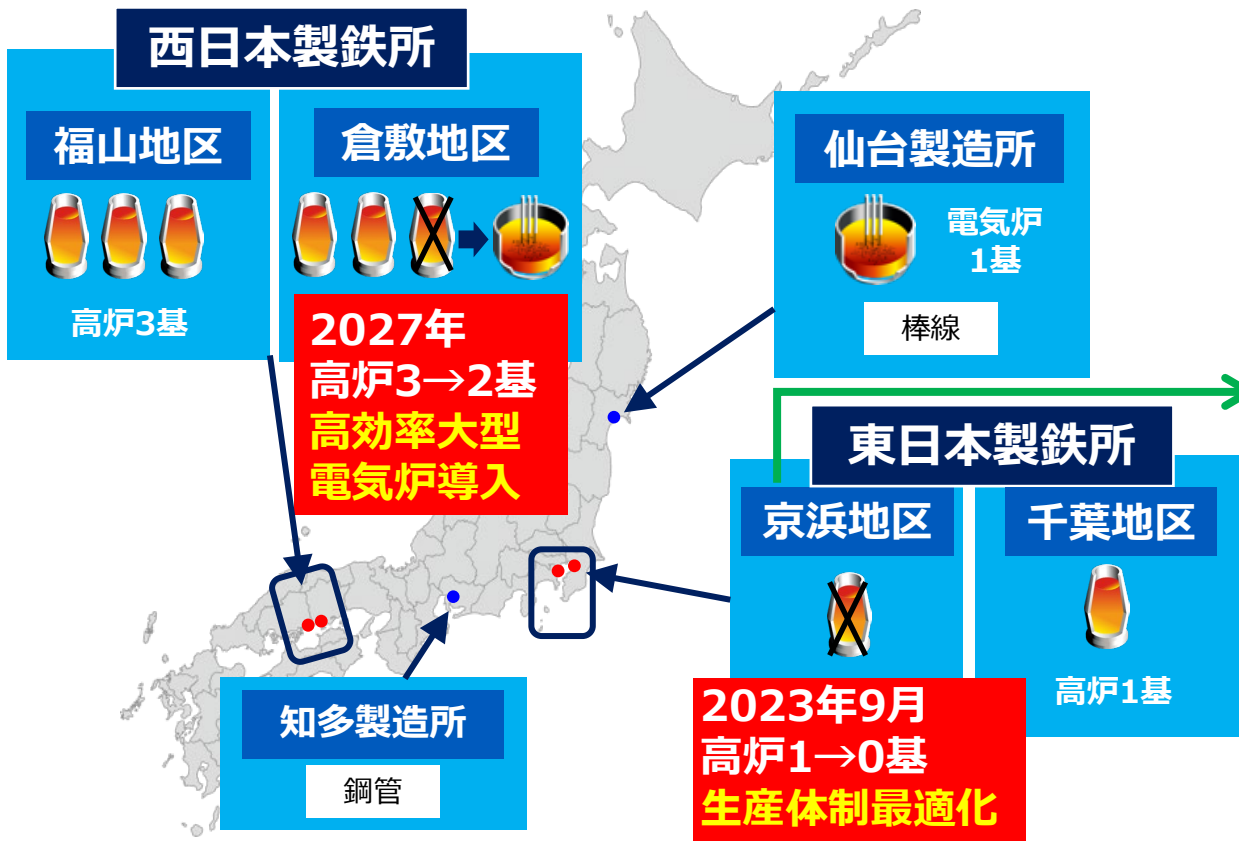 西日本製鉄所
福山地区
高炉3基
倉敷地区
2027年
高炉3→2基
高効率大型
電気炉導入
仙台製造所
電気炉
1基
棒線
東日本製鉄所
京浜地区
2023年9月
高炉1→0基
生産体制最適化
千葉地区
高炉1基
知多製造所
鋼管